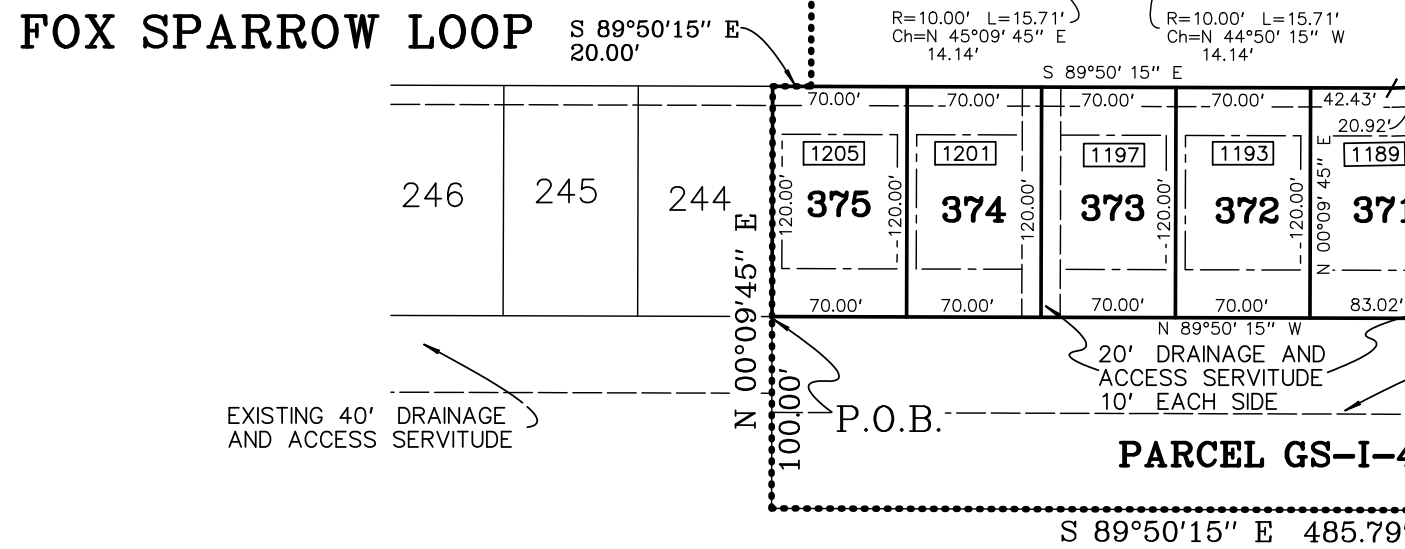 FOX SPARROW LOOP
S 89°50'15" E
20.00'
R=10.00' L=15.71'
Ch=N 45°09' 45" E
14.14'
R=10.00' L=15.71'
Ch=N 44°50' 15" W
14.14'
S 89°50' 15" E
70.00'
70.00'
70.00'
70.00'
42.43'
20.92'
1205
1201
1197
1193
1189
246
245
244
375
374
373
372
371
120.00'
120.00'
120.00'
120.00'
120.00'
N 00°09' 45" E
70.00'
70.00'
70.00'
70.00'
83.02'
N 89°50' 15" W
N 00°09'45" E
100.00'
20' DRAINAGE AND
ACCESS SERVITUDE
10' EACH SIDE
EXISTING 40' DRAINAGE
AND ACCESS SERVITUDE
P.O.B.
PARCEL GS-I-4
S 89°50'15" E 485.79'